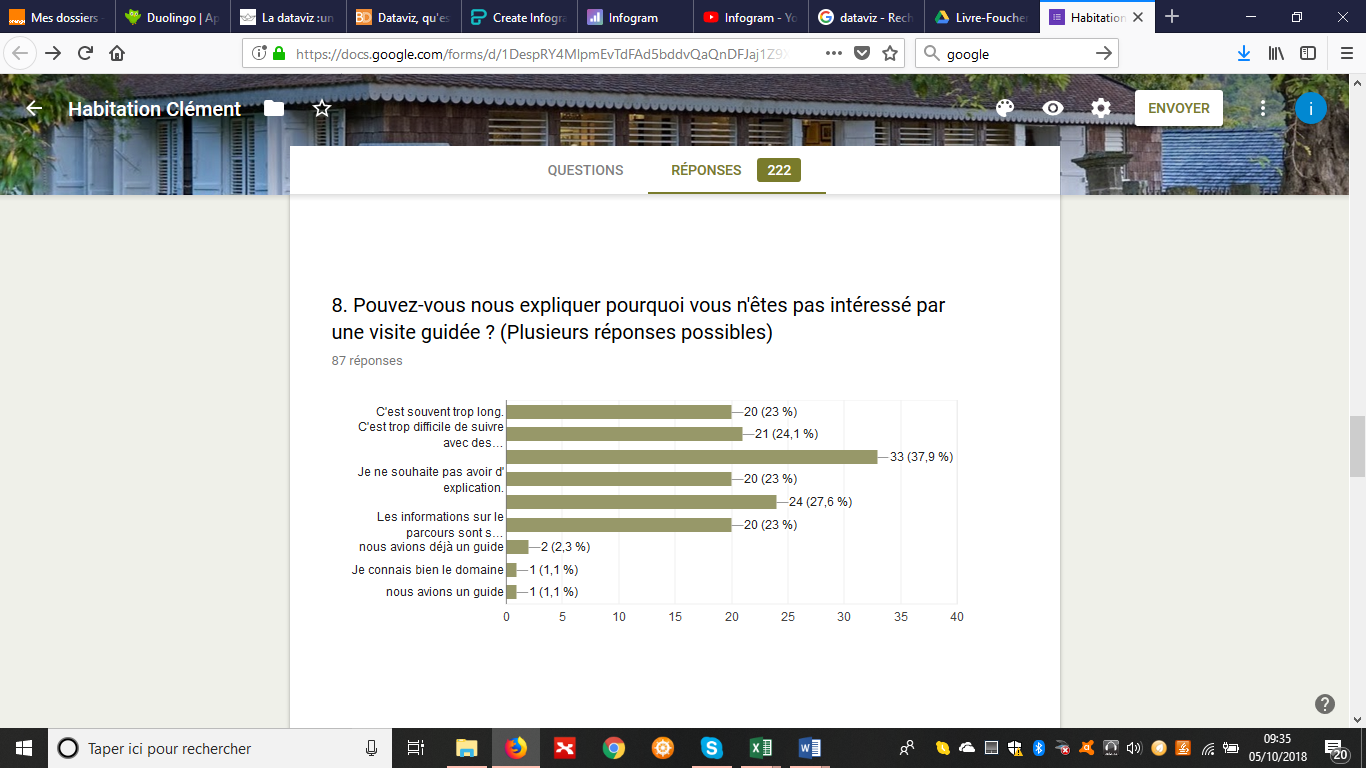 Mes dossiers
Duolingo | Ap
La dataviz :un
Dataviz, qu'es
Create Infogra
Infogram
Infogram - Yo
dataviz - Rech
Livre-Foucher
Habitation
https://docs.google.com/forms/d/1DespRY4MlpmEvTdFAd5bddvQaQnDFJaj1Z9X
google
Habitation Clément
ENVOYER
i
QUESTIONS
RÉPONSES 222
8. Pouvez-vous nous expliquer pourquoi vous n'êtes pas intéressé par
une visite guidée ? (Plusieurs réponses possibles)
87 réponses
C'est souvent trop long.
20 (23 %)
C'est trop difficile de suivre
avec des…
21 (24,1 %)
33 (37,9 %)
Je ne souhaite pas avoir d'
explication.
20 (23 %)
24 (27,6 %)
Les informations sur le
parcours sont s…
20 (23 %)
nous avions déjà un guide
2 (2,3 %)
Je connais bien le domaine
1 (1,1 %)
nous avions un guide
1 (1,1 %)
0 5 10 15 20 25 30 35 40
Taper ici pour rechercher
09:35
05/10/2018
20